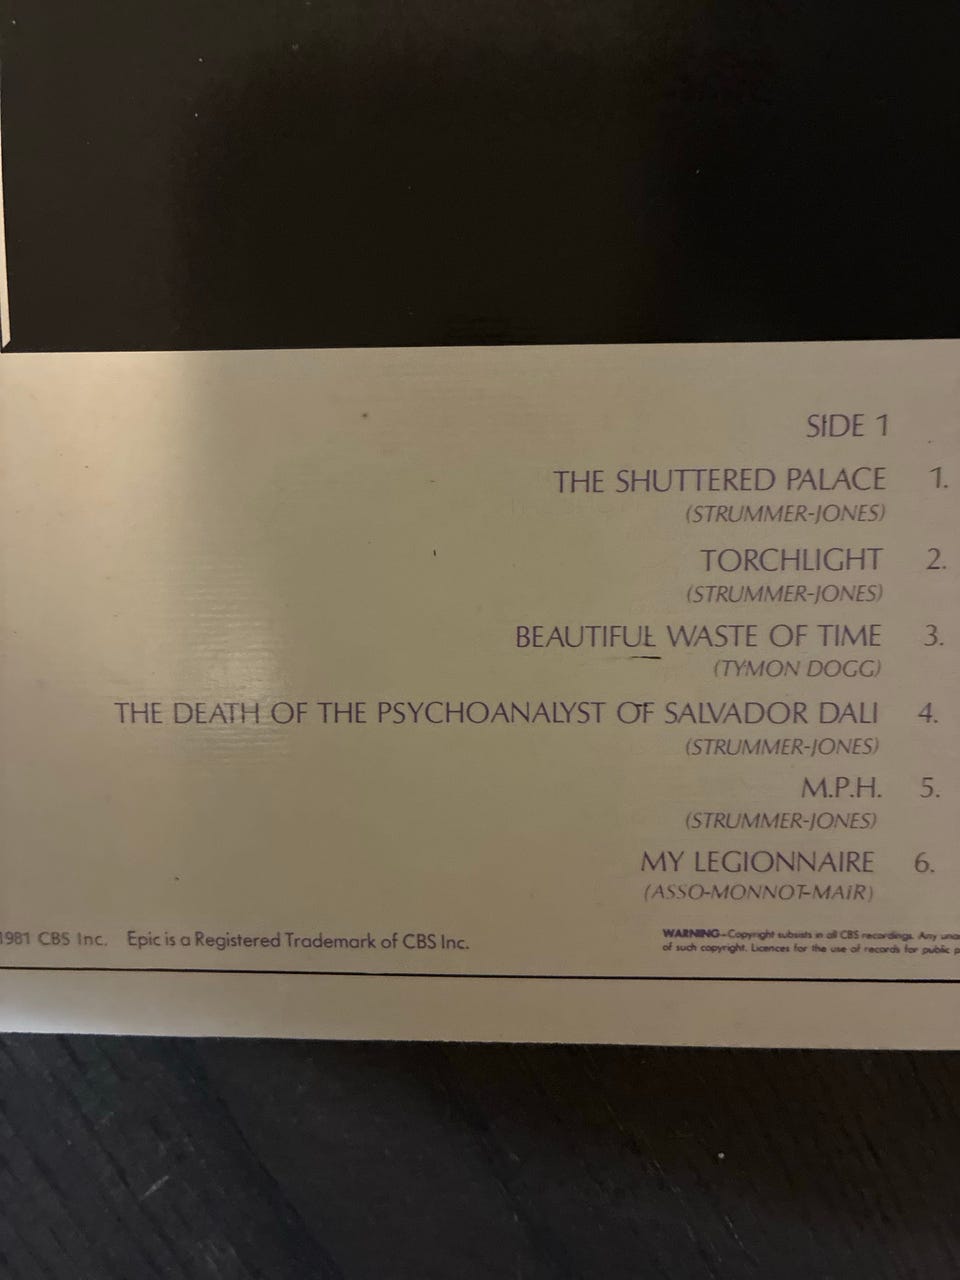 SIDE 1
THE SHUTTERED PALACE 1.
(STRUMMER-JONES)
TORCHLIGHT 2.
(STRUMMER-JONES)
BEAUTIFUL WASTE OF TIME 3.
(TYMON DOGG)
THE DEATH OF THE PSYCHOANALYST OF SALVADOR DALI 4.
(STRUMMER-JONES)
M.P.H. 5.
(STRUMMER-JONES)
MY LEGIONNAIRE 6.
(ASSO-MONNOT-MAIR)
1981 CBS Inc. Epic is a Registered Trademark of CBS Inc.
WARNING–Copyright subsists in all CBS recordings. Any
of such copyright. Licences for the use of records for public